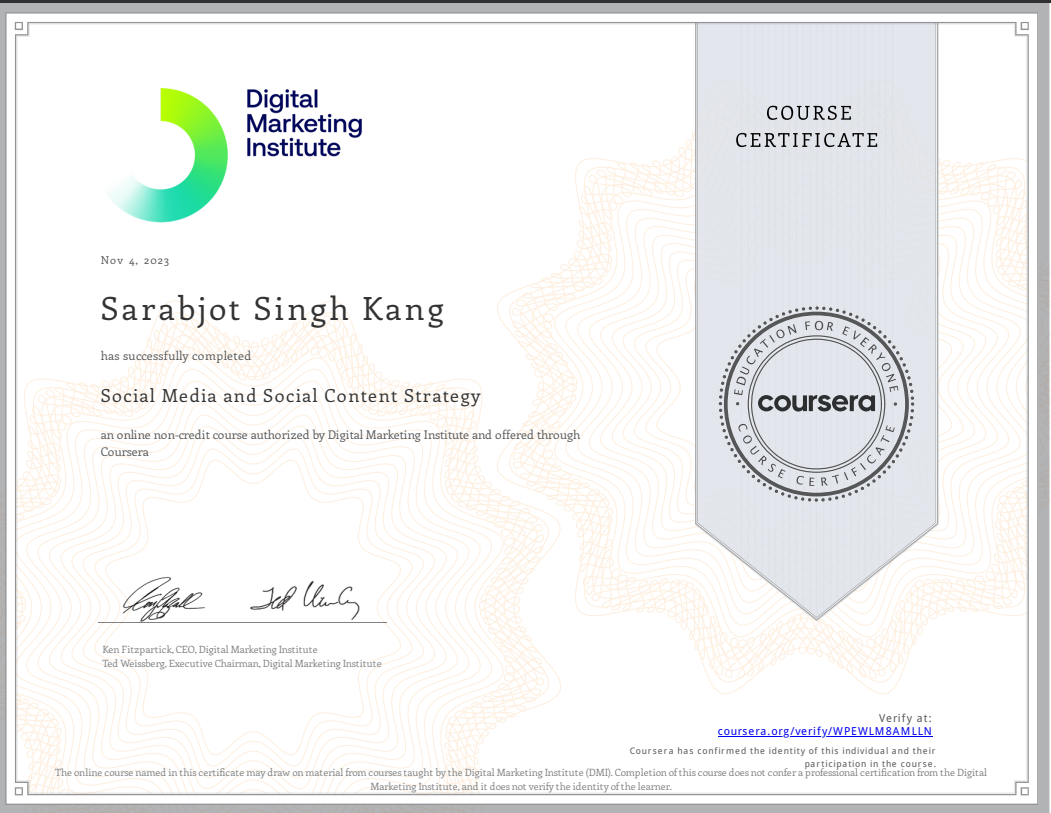 Digital
Marketing
Institute
COURSE
CERTIFICATE
Nov 4, 2023
Sarabjot Singh Kang
has successfully completed
Social Media and Social Content Strategy
an online non-credit course authorized by Digital Marketing Institute and offered through
Coursera
EDUCATION FOR EVERYONE
coursera
COURSE CERTIFICATE
Ken Fitzpartick, CEO, Digital Marketing Institute
Ted Weissberg, Executive Chairman, Digital Marketing Institute
Verify at:
coursera.org/verify/WPEWLM8AMLLN
Coursera has confirmed the identity of this individual and their
participation in the course.
The online course named in this certificate may draw on material from courses taught by the Digital Marketing Institute (DMI). Completion of this course does not confer a professional certification from the Digital
Marketing Institute, and it does not verify the identity of the learner.